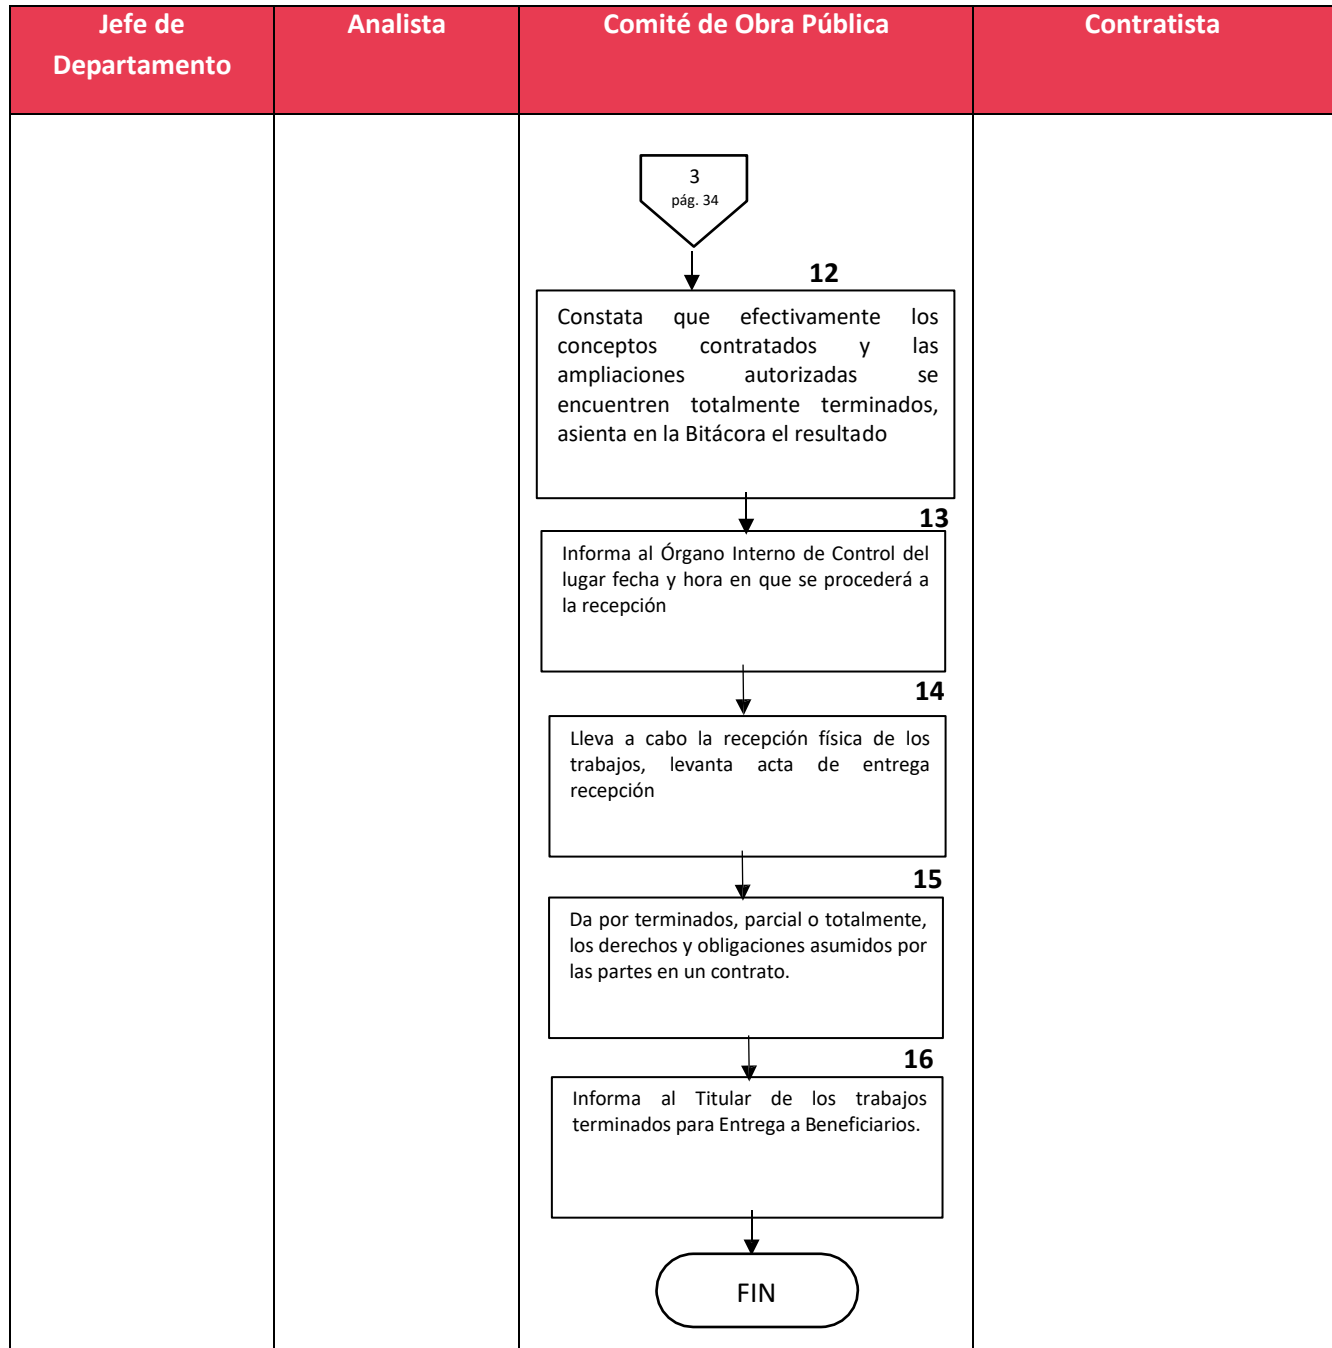 Jefe de
Departamento
Analista
Comité de Obra Pública
Contratista
3
pág. 34
12
Constata que efectivamente los
conceptos contratados y las
ampliaciones autorizadas se
encuentren totalmente terminados,
asienta en la Bitácora el resultado
13
Informa al Órgano Interno de Control del
lugar fecha y hora en que se procederá a
la recepción
14
Lleva a cabo la recepción física de los
trabajos, levanta acta de entrega
recepción
15
Da por terminados, parcial o totalmente,
los derechos y obligaciones asumidos por
las partes en un contrato.
16
Informa al Titular de los trabajos
terminados para Entrega a Beneficiarios.
FIN